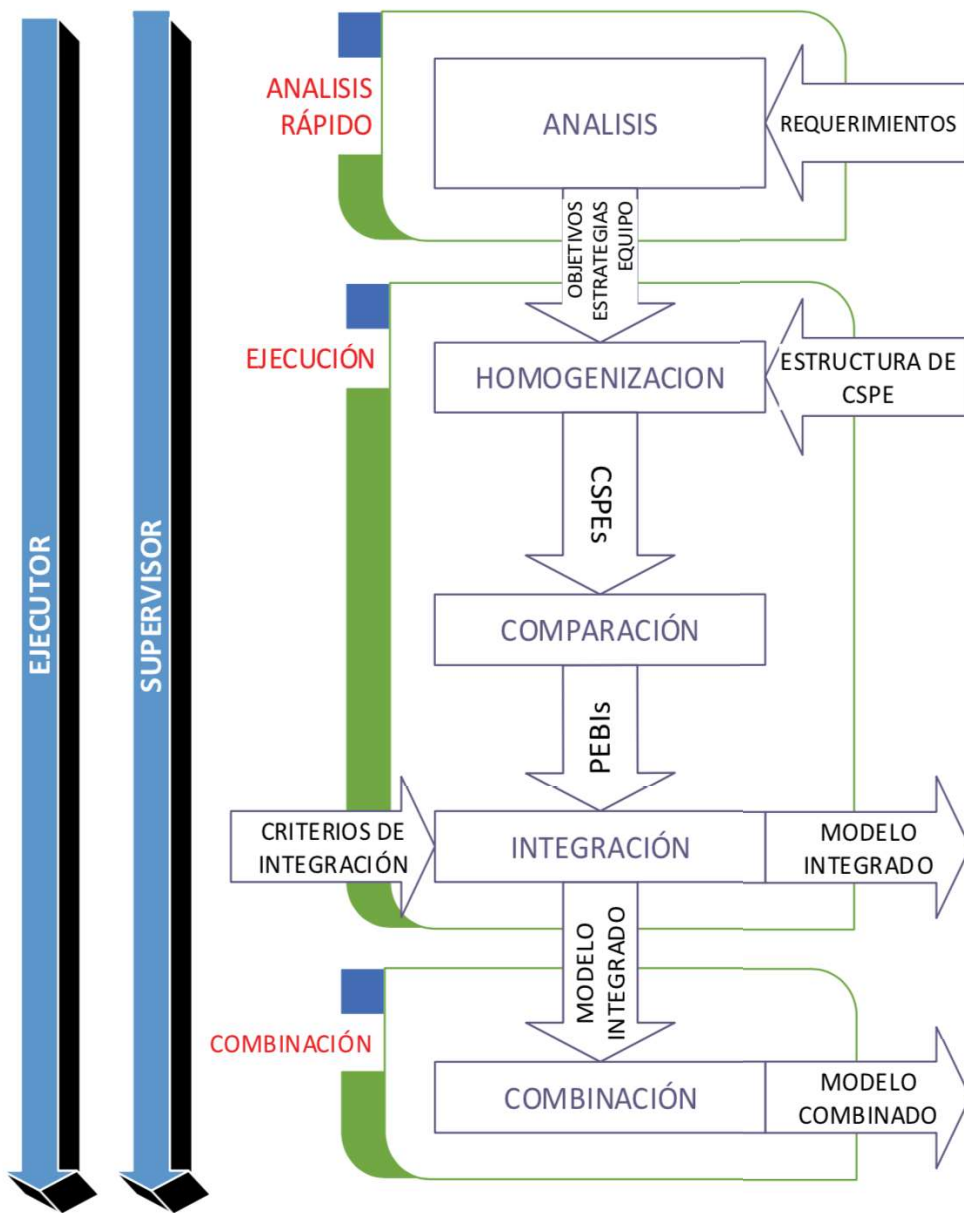 EJECUTOR
SUPERVISOR
ANALISIS
RÁPIDO
ANALISIS
REQUERIMIENTOS
OBJETIVOS
ESTRATEGIAS
EQUIPO
EJECUCIÓN
HOMOGENIZACION
ESTRUCTURA DE
CSPE
CSPEs
COMPARACIÓN
PEBIs
CRITERIOS DE
INTEGRACIÓN
INTEGRACIÓN
MODELO
INTEGRADO
MODELO
INTEGRADO
COMBINACIÓN
COMBINACIÓN
MODELO
COMBINADO